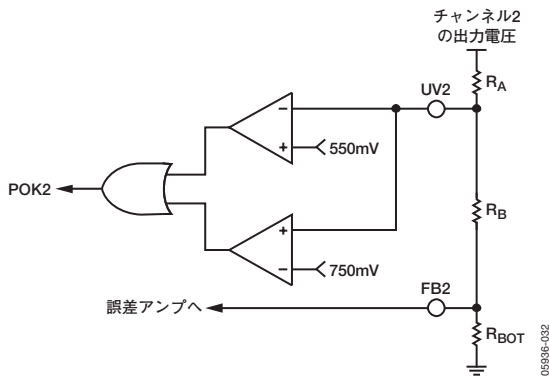 チャンネル2
の出力電圧
RA
UV2
−
+
550mV
POK2
RB
+
−
750mV
FB2
誤差アンプへ
RBOT
05936-032